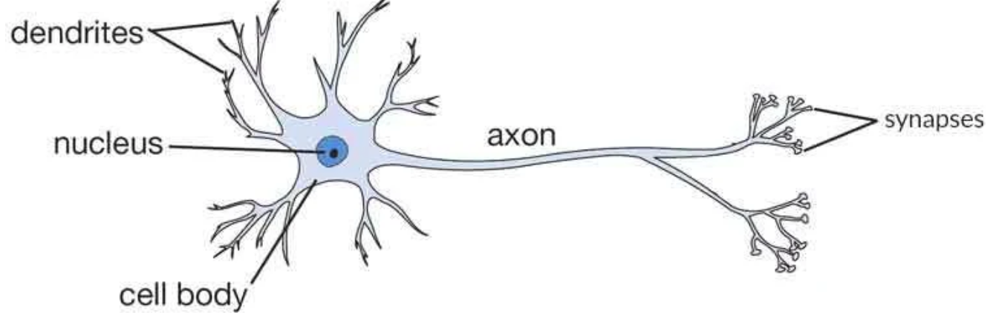 dendrites
nucleus
axon
synapses
cell body